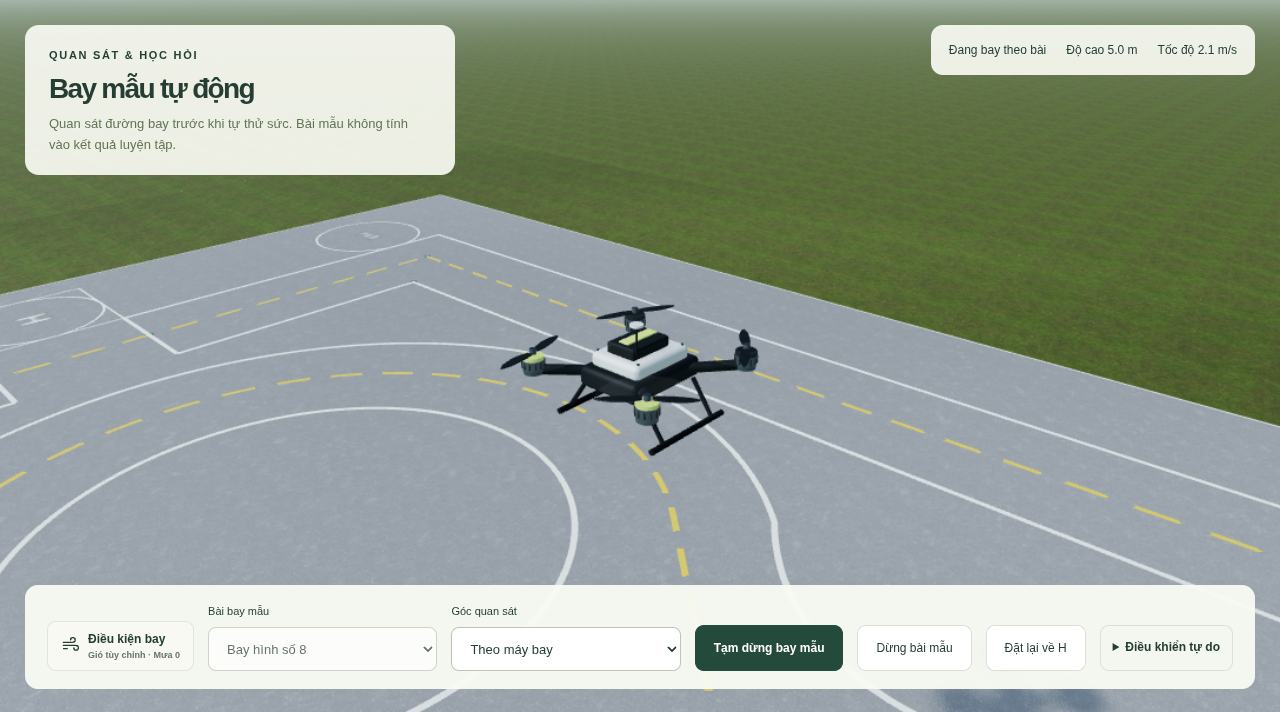 QUAN SÁT & HỌC HỎI
Bay mẫu tự động
Quan sát đường bay trước khi tự thử sức. Bài mẫu không tính
vào kết quả luyện tập.
Đang bay theo bài Độ cao 5.0 m Tốc độ 2.1 m/s
H
Bài bay mẫu
Góc quan sát
Điều kiện bay
Gió tùy chỉnh · Mưa 0
Bay hình số 8
Theo máy bay
Tạm dừng bay mẫu
Dừng bài mẫu
Đặt lại về H
Điều khiển tự do